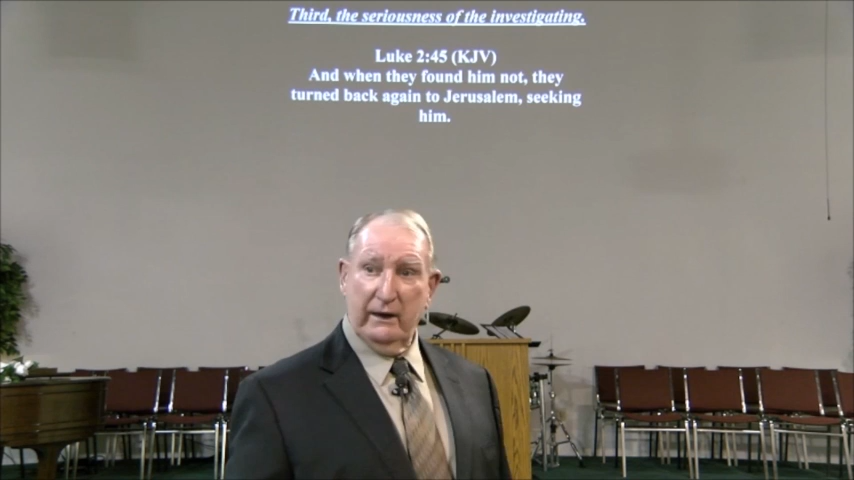 Third, the seriousness of the investigating.
Luke 2:45 (KJV)
And when they found him not, they
turned back again to Jerusalem, seeking
him.